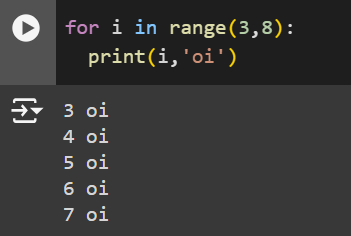 for i in range(3,8):
  print(i,'oi')
3 oi
4 oi
5 oi
6 oi
7 oi